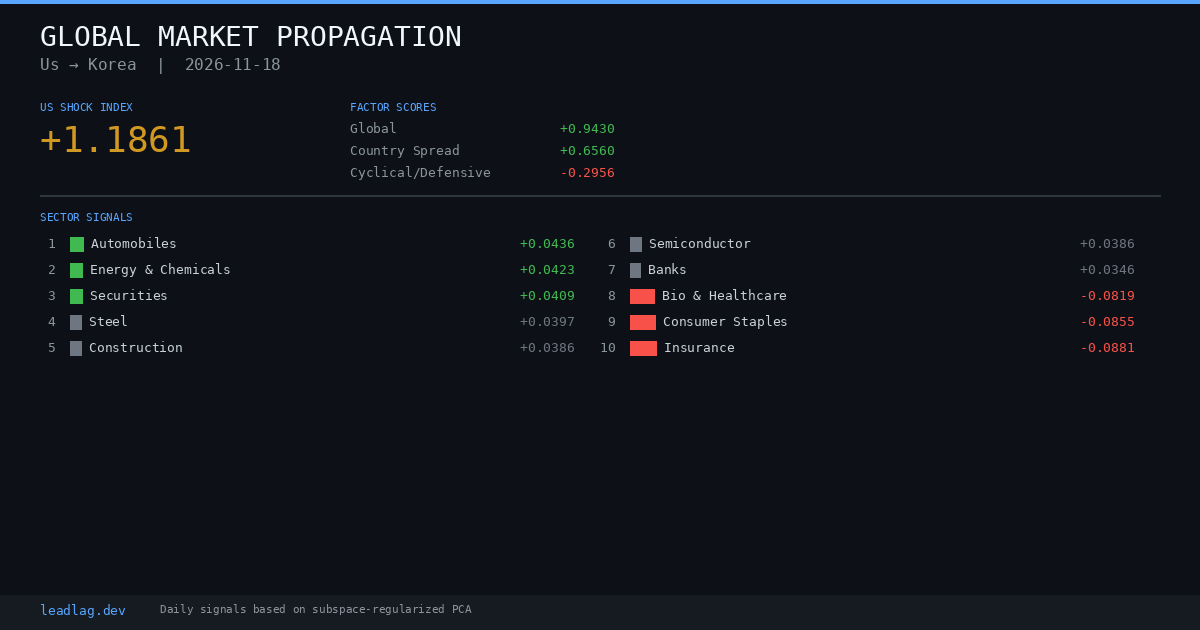 GLOBAL MARKET PROPAGATION
Us → Korea | 2026-11-18
US SHOCK INDEX
+1.1861
FACTOR SCORES
Global +0.9430
Country Spread +0.6560
Cyclical/Defensive -0.2956
SECTOR SIGNALS
1 Automobiles +0.0436
2 Energy & Chemicals +0.0423
3 Securities +0.0409
4 Steel +0.0397
5 Construction +0.0386
6 Semiconductor +0.0386
7 Banks +0.0346
8 Bio & Healthcare -0.0819
9 Consumer Staples -0.0855
10 Insurance -0.0881
leadlag.dev Daily signals based on subspace-regularized PCA